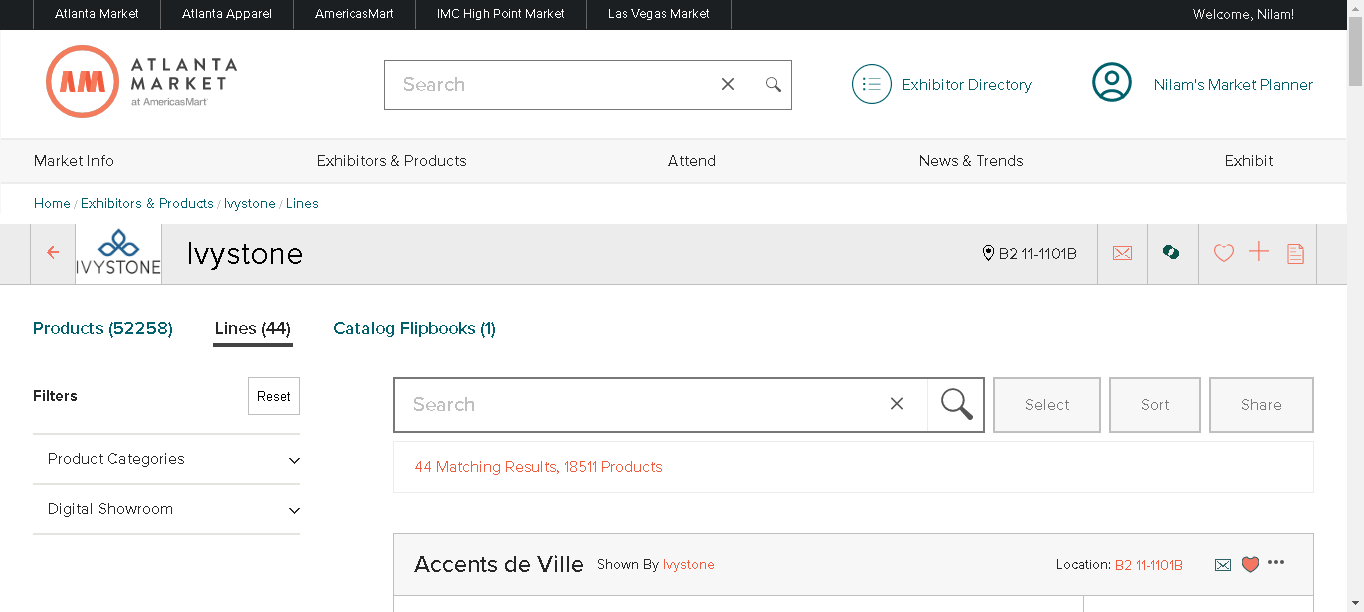 Atlanta Market Atlanta Apparel AmericasMart IMC High Point Market Las Vegas Market Welcome, Nilam!
AM ATLANTA
MARKET
at AmericasMart
Search
Exhibitor Directory
Nilam's Market Planner
Market Info Exhibitors & Products Attend News & Trends Exhibit
Home / Exhibitors & Products / Ivystone / Lines
IVYSTONE
Ivystone
B2 11-1101B
Products (52258) Lines (44) Catalog Flipbooks (1)
Filters Reset
Product Categories
Digital Showroom
Search
Select Sort Share
44 Matching Results, 18511 Products
Accents de Ville Shown By Ivystone Location: B2 11-1101B